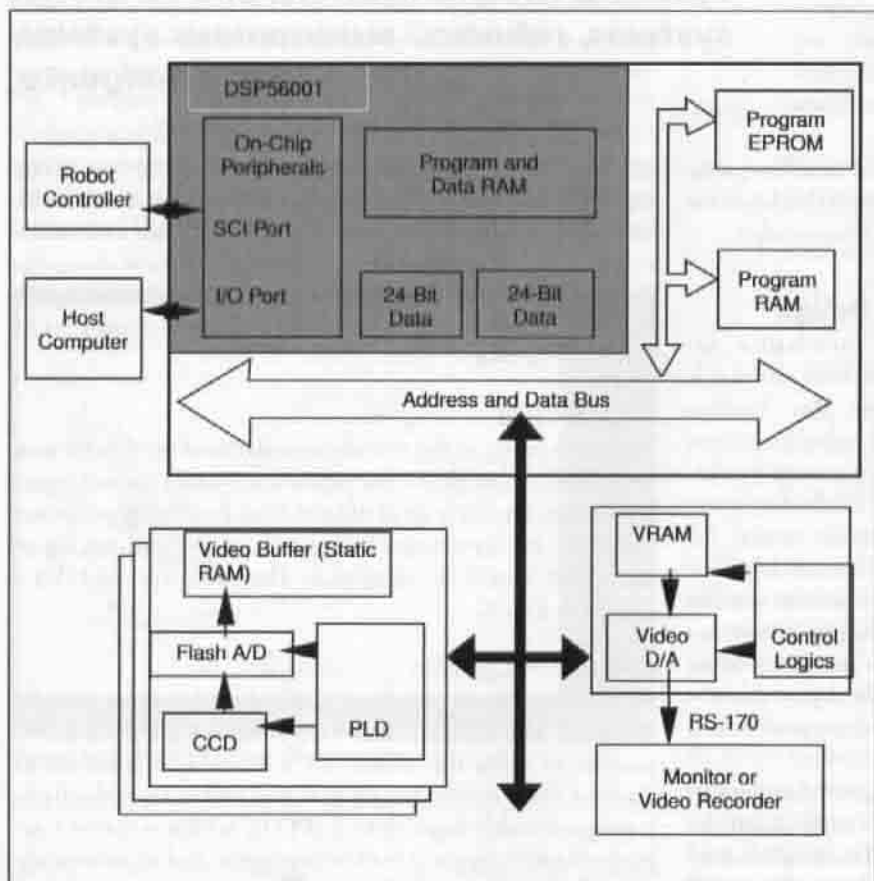 DSP56001
On-Chip
Peripherals
SCI Port
I/O Port
Program and
Data RAM
24-Bit
Data
24-Bit
Data
Robot
Controller
Host
Computer
Program
EPROM
Program
RAM
Address and Data Bus
Video Buffer (Static
RAM)
Flash A/D
CCD
PLD
VRAM
Video
D/A
Control
Logics
RS-170
Monitor or
Video Recorder